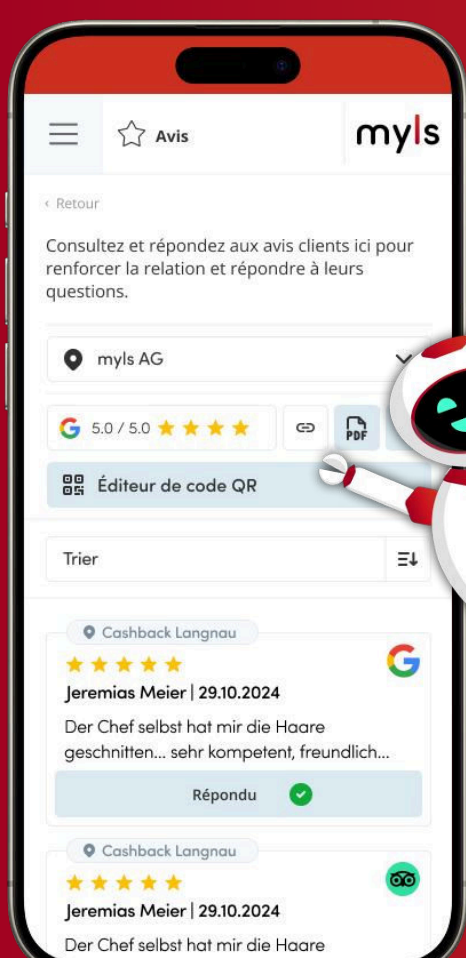 Avis
myls
‹ Retour
Consultez et répondez aux avis clients ici pour
renforcer la relation et répondre à leurs
questions.
myls AG
5.0 / 5.0
PDF
Éditeur de code QR
Trier
Cashback Langnau
Jeremias Meier | 29.10.2024
Der Chef selbst hat mir die Haare
geschnitten... sehr kompetent, freundlich...
Répondu
Cashback Langnau
Jeremias Meier | 29.10.2024
Der Chef selbst hat mir die Haare